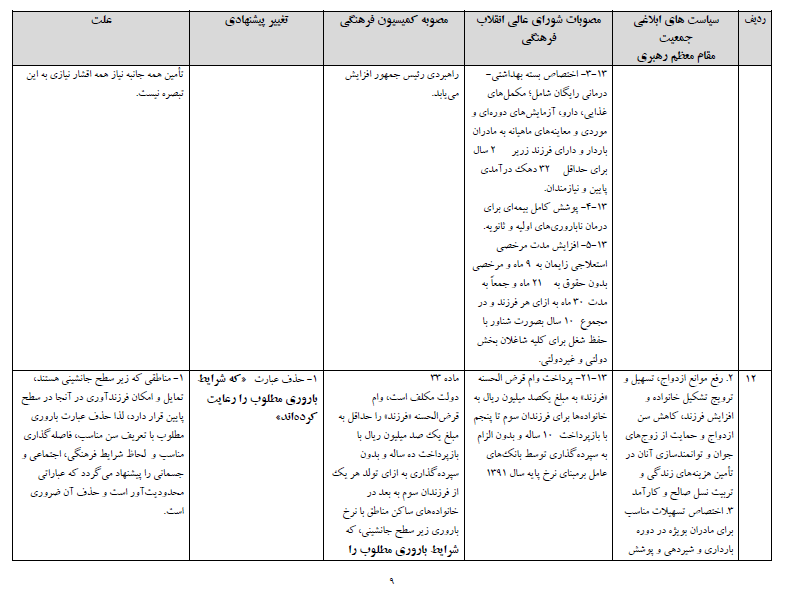 ردیف
سیاست های ابلاغی
جمعیت
مقام معظم رهبری
مصوبات شورای عالی انقلاب
فرهنگی
مصوبه کمیسیون فرهنگی
تغییر پیشنهادی
علت
۱۳-۳- اختصاص بسته بهداشتی-
درمانی رایگان شامل؛ مکمل‌های
غذایی، دارو، آزمایش‌های دوره‌ای و
موردی و معاینه‌های ماهیانه به مادران
باردار و دارای فرزند زیر ۲ سال
برای حداقل ۳۲ دهک درآمدی
پایین و نیازمندان.
۱۳-۴- پوشش کامل بیمه‌ای برای
درمان ناباروری‌های اولیه و ثانویه.
۱۳-۵- افزایش مدت مرخصی
استعلاجی زایمان به ۹ ماه و مرخصی
بدون حقوق به ۲۱ ماه و جمعاً به
مدت ۳۰ ماه به ازای هر فرزند و در
مجموع ۱۰ سال بصورت شناور با
حفظ شغل برای کلیه شاغلان بخش
دولتی و غیردولتی.
راهبردی رئیس جمهور افزایش
می‌یابد.
تأمین همه جانبه نیاز همه اقشار نیازی به این
تبصره نیست.
۱۲
۲. رفع موانع ازدواج، تسهیل و
ترویج تشکیل خانواده و
افزایش فرزند، کاهش سن
ازدواج و حمایت از زوج‌های
جوان و توانمندسازی آنان در
تأمین هزینه‌های زندگی و
تربیت نسل صالح و کارآمد
۳. اختصاص تسهیلات مناسب
برای مادران بویژه در دوره
بارداری و شیردهی و پوشش
۱۳-۲۱- پرداخت وام قرض الحسنه
«فرزند» به مبلغ یکصد میلیون ریال به
خانواده‌ها برای فرزندان سوم تا پنجم
با بازپرداخت ۱۰ ساله و بدون الزام
به سپرده‌گذاری توسط بانک‌های
عامل برمبنای نرخ پایه سال ۱۳۹۱
ماده ۳۳
دولت مکلف است، وام
قرض‌الحسنه «فرزند» را حداقل به
مبلغ یک صد میلیون ریال با
بازپرداخت ده ساله و بدون
سپرده‌گذاری به ازای تولد هر یک
از فرزندان سوم به بعد در
خانواده‌های ساکن مناطق با نرخ
باروری زیر سطح جانشینی، که
شرایط باروری مطلوب را
۱- حذف عبارت «که شرایط
باروری مطلوب را رعایت
کرده‌اند»
۱- مناطقی که زیر سطح جانشینی هستند،
تمایل و امکان فرزندآوری در آنجا در سطح
پایین قرار دارد، لذا حذف عبارت باروری
مطلوب با تعریف سن مناسب، فاصله‌گذاری
مناسب و لحاظ شرایط فرهنگی، اجتماعی و
جسمانی را پیشنهاد می‌گردد که عباراتی
محدودیت‌آور است و حذف آن ضروری
است.
۹